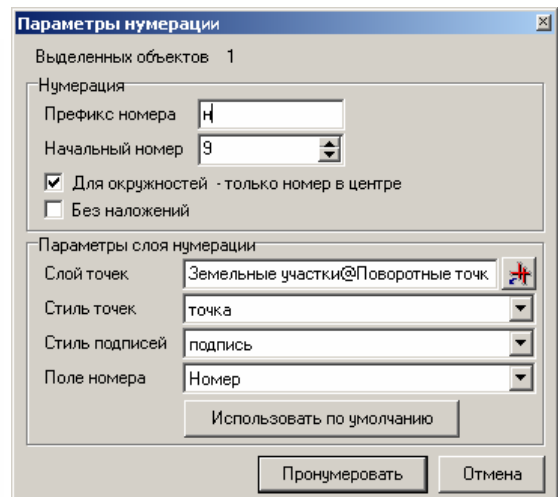 Параметры нумерации
Выделенных объектов 1
Нумерация
Префикс номера н
Начальный номер 9
Для окружностей - только номер в центре
Без наложений
Параметры слоя нумерации
Слой точек Земельные участки@Поворотные точк
Стиль точек точка
Стиль подписей подпись
Поле номера Номер
Использовать по умолчанию
Пронумеровать Отмена